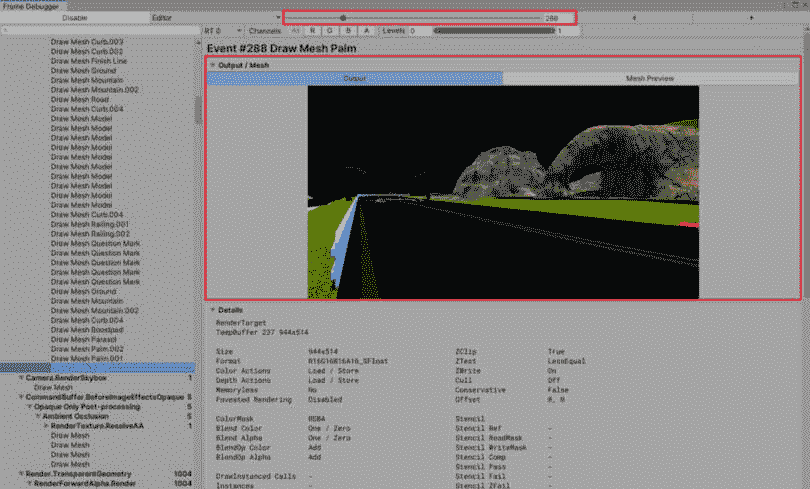 Frame Debugger
Disable
Editor
288
RT 0
Channels
All
R
G
B
A
Levels
0
1
Event #288 Draw Mesh Palm
Output / Mesh
Output
Mesh Preview
Draw Mesh Curb.003
Draw Mesh Curb.002
Draw Mesh Finish Line
Draw Mesh Ground
Draw Mesh Mountain
Draw Mesh Mountain.002
Draw Mesh Road
Draw Mesh Curb.004
Draw Mesh Model
Draw Mesh Model
Draw Mesh Model
Draw Mesh Model
Draw Mesh Model
Draw Mesh Model
Draw Mesh Model
Draw Mesh Model
Draw Mesh Model
Draw Mesh Model
Draw Mesh Curb.004
Draw Mesh Railing.001
Draw Mesh Railing.002
Draw Mesh Question Mark
Draw Mesh Question Mark
Draw Mesh Question Mark
Draw Mesh Question Mark
Draw Mesh Ground
Draw Mesh Mountain
Draw Mesh Mountain.002
Draw Mesh Curb.004
Draw Mesh Boostpad
Draw Mesh Parasol
Draw Mesh Palm.002
Draw Mesh Palm.001
Camera.RenderSkybox 1
Draw Mesh
CommandBuffer.BeforeImageEffectsOpaque 5
Opaque Only Post-processing 5
Ambient Occlusion 5
RenderTexture.ResolveAA 1
Draw Mesh
Draw Mesh
Draw Mesh
Draw Mesh
Render.TransparentGeometry 1004
RenderForwardAlpha.Render 1004
Details
RenderTarget
TempBuffer 237 944x514
Size 944x514
Format R16G16B16A16_SFloat
Color Actions Load / Store
Depth Actions Load / Store
Memoryless No
Foveated Rendering Disabled
ZClip True
ZTest LessEqual
ZWrite On
Cull Off
Conservative False
Offset 0, 0
ColorMask RGBA
Blend Color One / Zero
Blend Alpha One / Zero
BlendOp Color Add
BlendOp Alpha Add
Stencil
Stencil Ref -
Stencil ReadMask -
Stencil WriteMask -
Stencil Comp -
Stencil Pass -
Stencil Fail -
Stencil ZFail -
DrawInstanced Calls -
Instances -